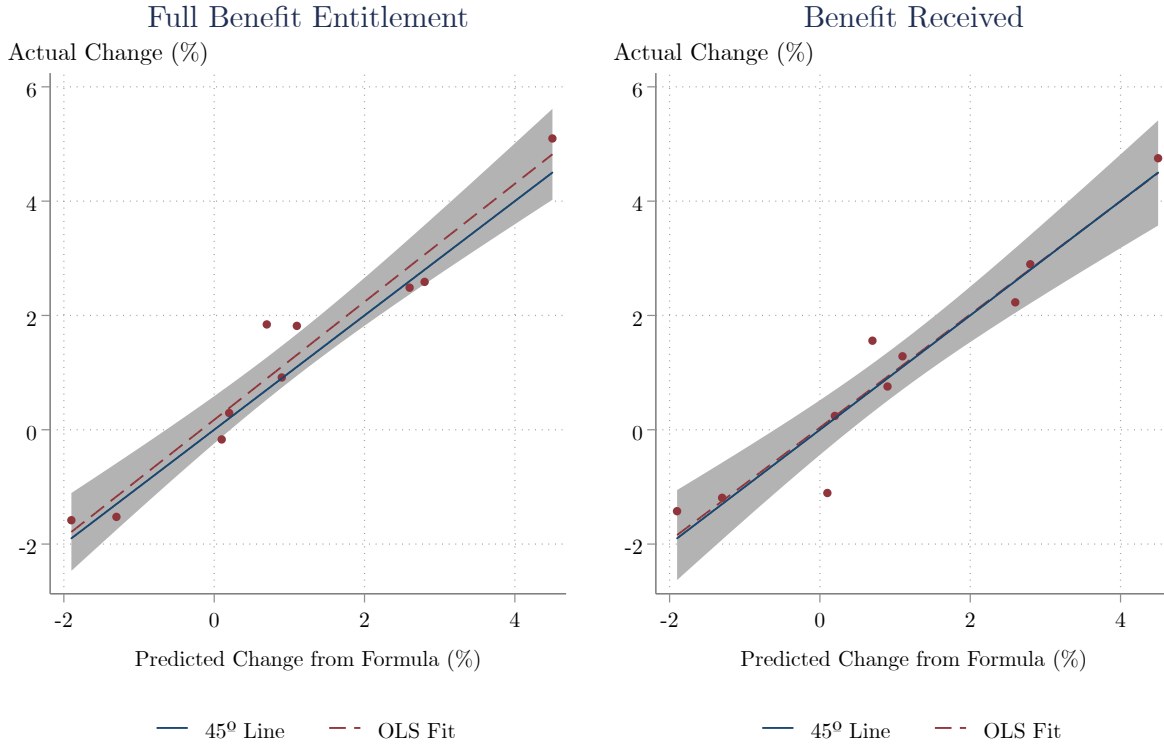 Full Benefit Entitlement
Actual Change (%)
6
4
2
0
-2
-2 0 2 4
Predicted Change from Formula (%)
45º Line OLS Fit
Benefit Received
Actual Change (%)
6
4
2
0
-2
-2 0 2 4
Predicted Change from Formula (%)
45º Line OLS Fit